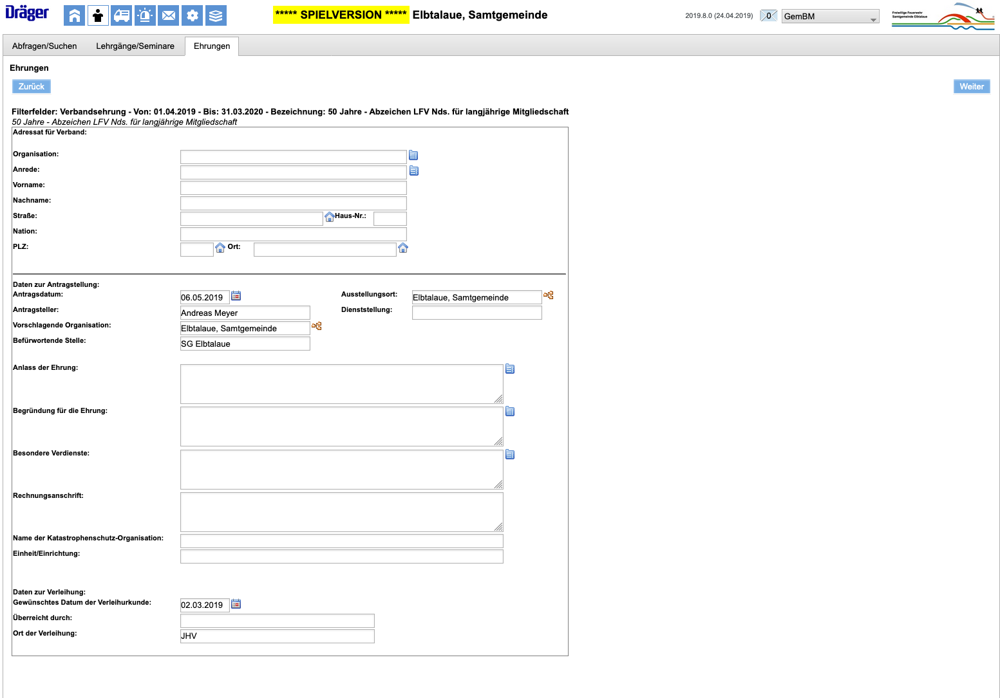 Dräger
***** SPIELVERSION ***** Elbtalaue, Samtgemeinde
2019.8.0 (24.04.2019) 0 GemBM
Freiwillige Feuerwehr
Samtgemeinde Elbtalaue
Abfragen/Suchen Lehrgänge/Seminare Ehrungen
Ehrungen
Zurück Weiter
Filterfelder: Verbandsehrung - Von: 01.04.2019 - Bis: 31.03.2020 - Bezeichnung: 50 Jahre - Abzeichen LFV Nds. für langjährige Mitgliedschaft
50 Jahre - Abzeichen LFV Nds. für langjährige Mitgliedschaft
Adressat für Verband:
Organisation:
Anrede:
Vorname:
Nachname:
Straße: Haus-Nr.:
Nation:
PLZ: Ort:
Daten zur Antragstellung:
Antragsdatum: 06.05.2019 Ausstellungsort: Elbtalaue, Samtgemeinde
Antragsteller: Andreas Meyer Dienststellung:
Vorschlagende Organisation: Elbtalaue, Samtgemeinde
Befürwortende Stelle: SG Elbtalaue
Anlass der Ehrung:
Begründung für die Ehrung:
Besondere Verdienste:
Rechnungsanschrift:
Name der Katastrophenschutz-Organisation:
Einheit/Einrichtung:
Daten zur Verleihung:
Gewünschtes Datum der Verleihurkunde: 02.03.2019
Überreicht durch:
Ort der Verleihung: JHV